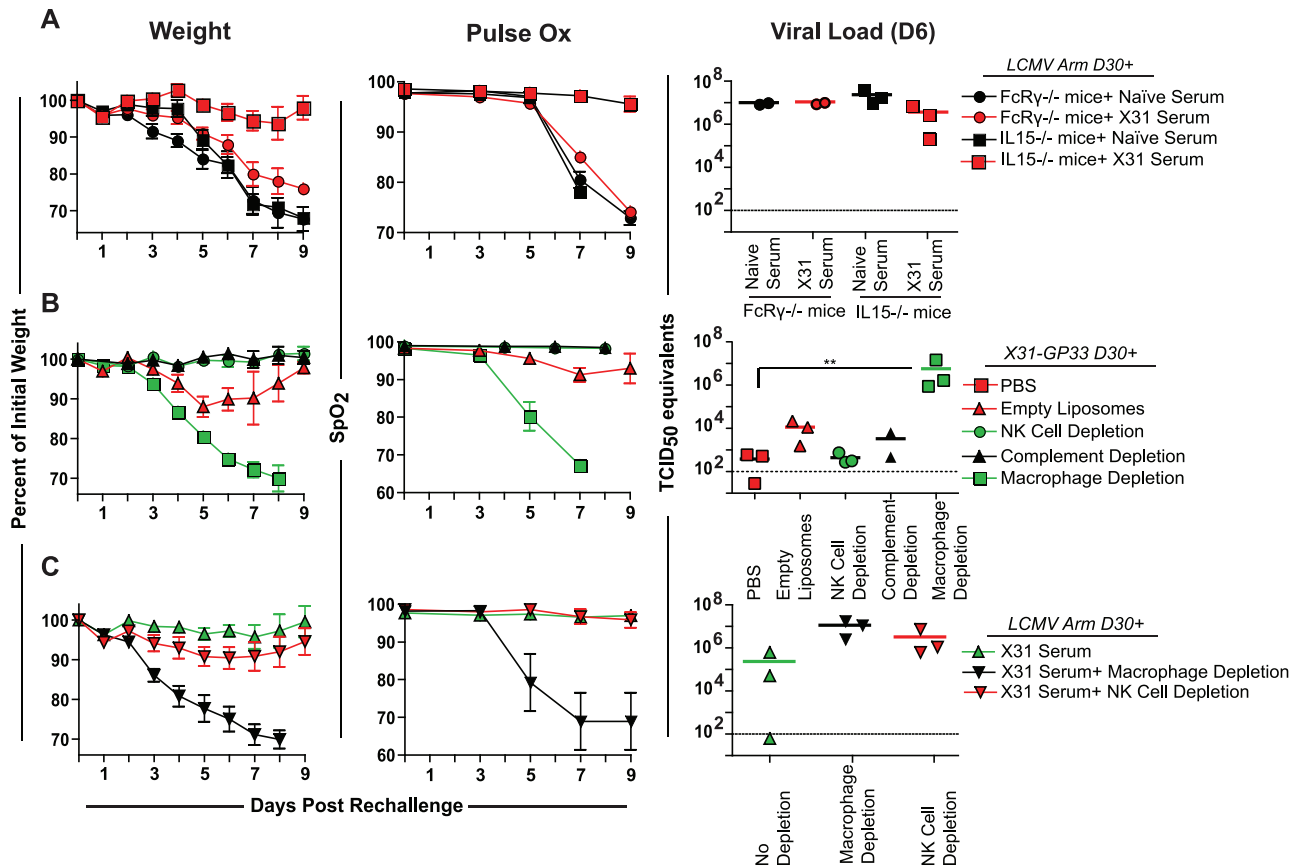 A
Weight
Pulse Ox
Viral Load (D6)
LCMV Arm D30+
FcRγ-/- mice+ Naïve Serum
FcRγ-/- mice+ X31 Serum
IL15-/- mice+ Naïve Serum
IL15-/- mice+ X31 Serum
100
90
80
70
1 3 5 7 9
100
90
80
70
1 3 5 7 9
10^8
10^6
10^4
10^2
Naïve
Serum
X31
Serum
Naïve
Serum
X31
Serum
FcRγ-/- mice
IL15-/- mice
B
Percent of Initial Weight
SpO2
TCID50 equivalents
100
90
80
70
1 3 5 7 9
100
90
80
70
60
1 3 5 7 9
10^8
10^6
10^4
10^2
**
PBS
Empty
Liposomes
NK Cell
Depletion
Complement
Depletion
Macrophage
Depletion
X31-GP33 D30+
PBS
Empty Liposomes
NK Cell Depletion
Complement Depletion
Macrophage Depletion
C
100
90
80
70
1 3 5 7 9
100
90
80
70
60
1 3 5 7 9
10^8
10^6
10^4
10^2
No
Depletion
Macrophage
Depletion
NK Cell
Depletion
LCMV Arm D30+
X31 Serum
X31 Serum+ Macrophage Depletion
X31 Serum+ NK Cell Depletion
Days Post Rechallenge